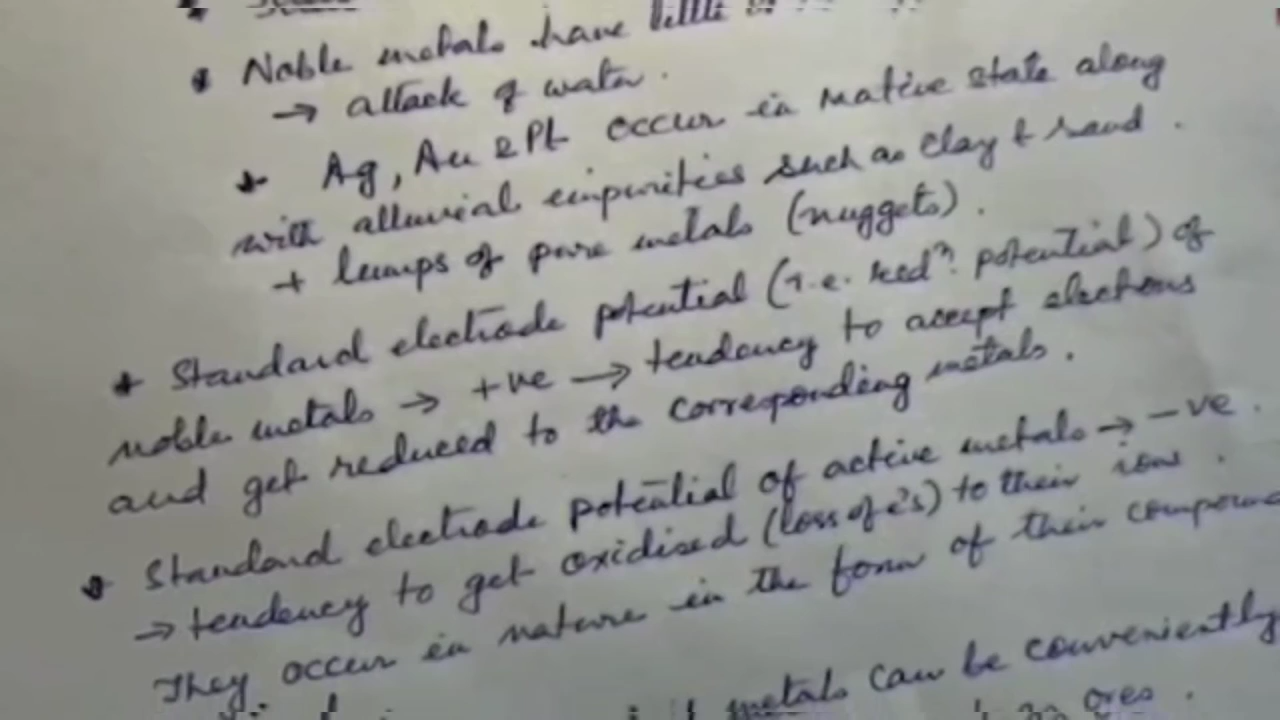 * Noble metals have little
→ attack of water.
* Ag, Au & Pt occur in native state along
with alluvial impurities such as clay & sand.
+ lumps of pure metals (nuggets).
* Standard electrode potential (i.e. redⁿ. potential) of
noble metals → +ve → tendency to accept electrons
and get reduced to the corresponding metals.
* Standard electrode potential of active metals → -ve.
→ tendency to get oxidised (loss of e's) to their ions.
They occur in nature in the form of their
metals can be conveniently
ores.